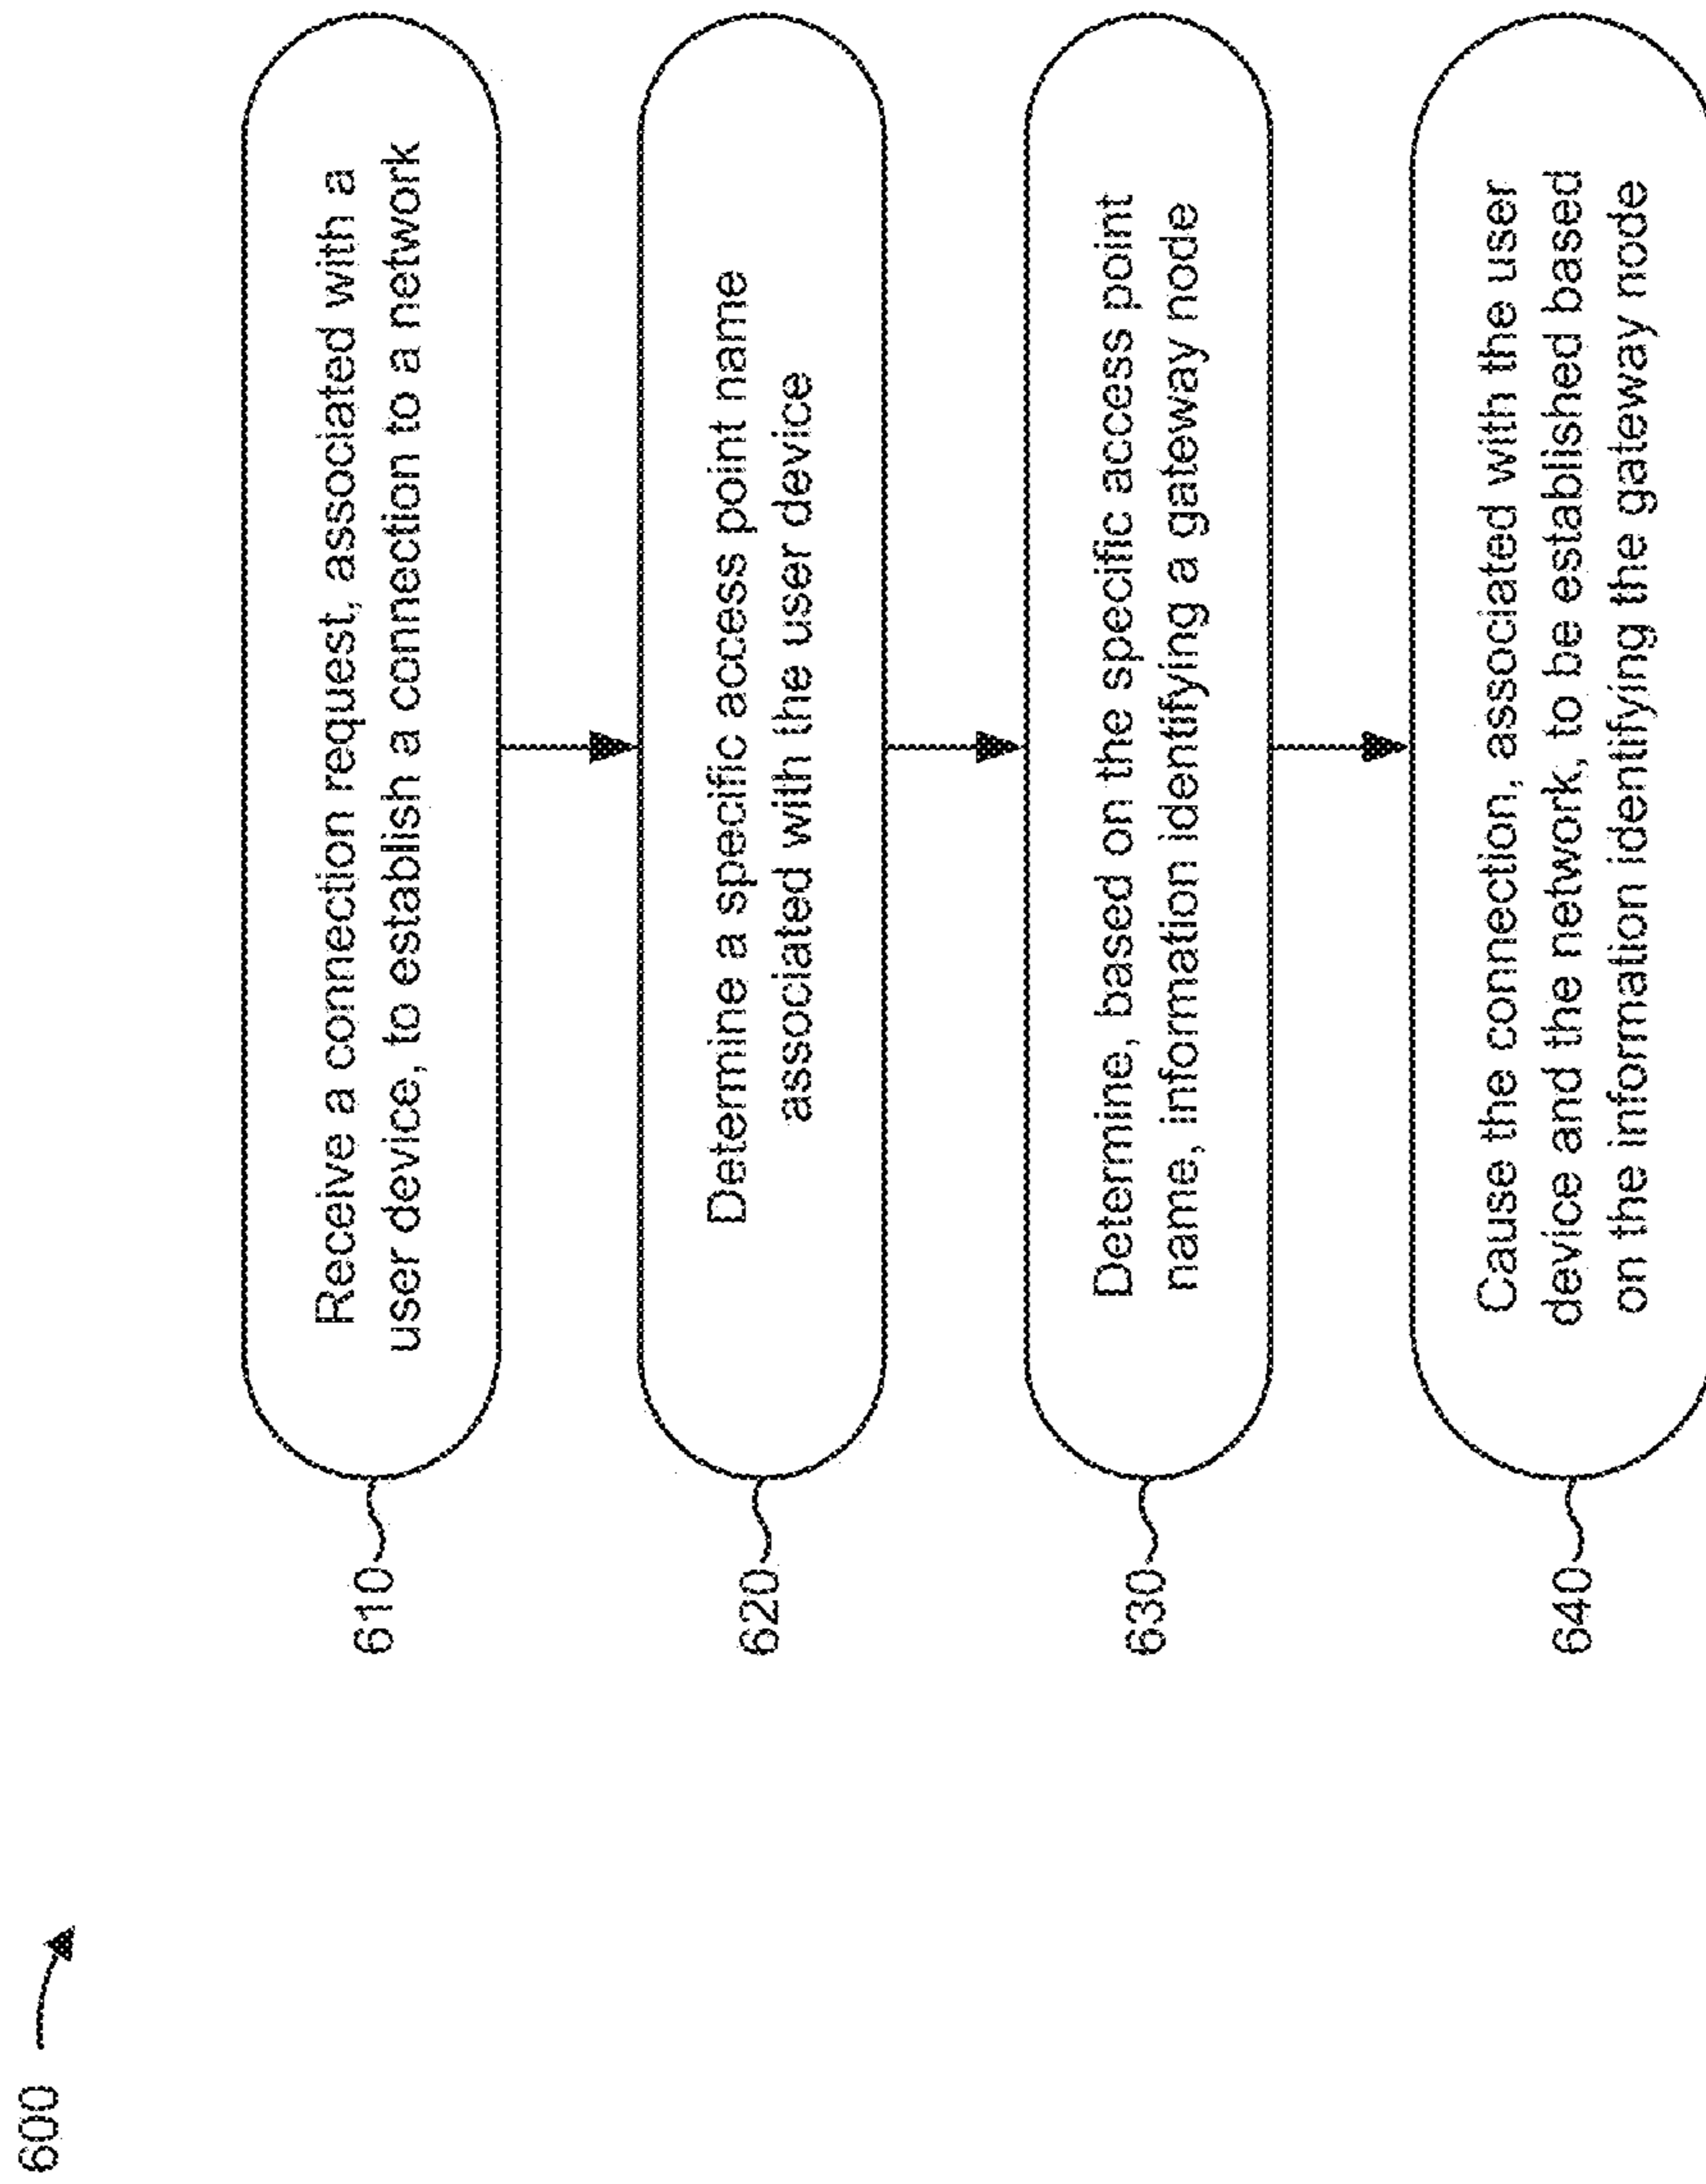 600
610
Receive a connection request, associated with a
user device, to establish a connection to a network
620
Determine a specific access point name
associated with the user device
630
Determine, based on the specific access point
name, information identifying a gateway node
640
Cause the connection, associated with the user
device and the network, to be established based
on the information identifying the gateway node